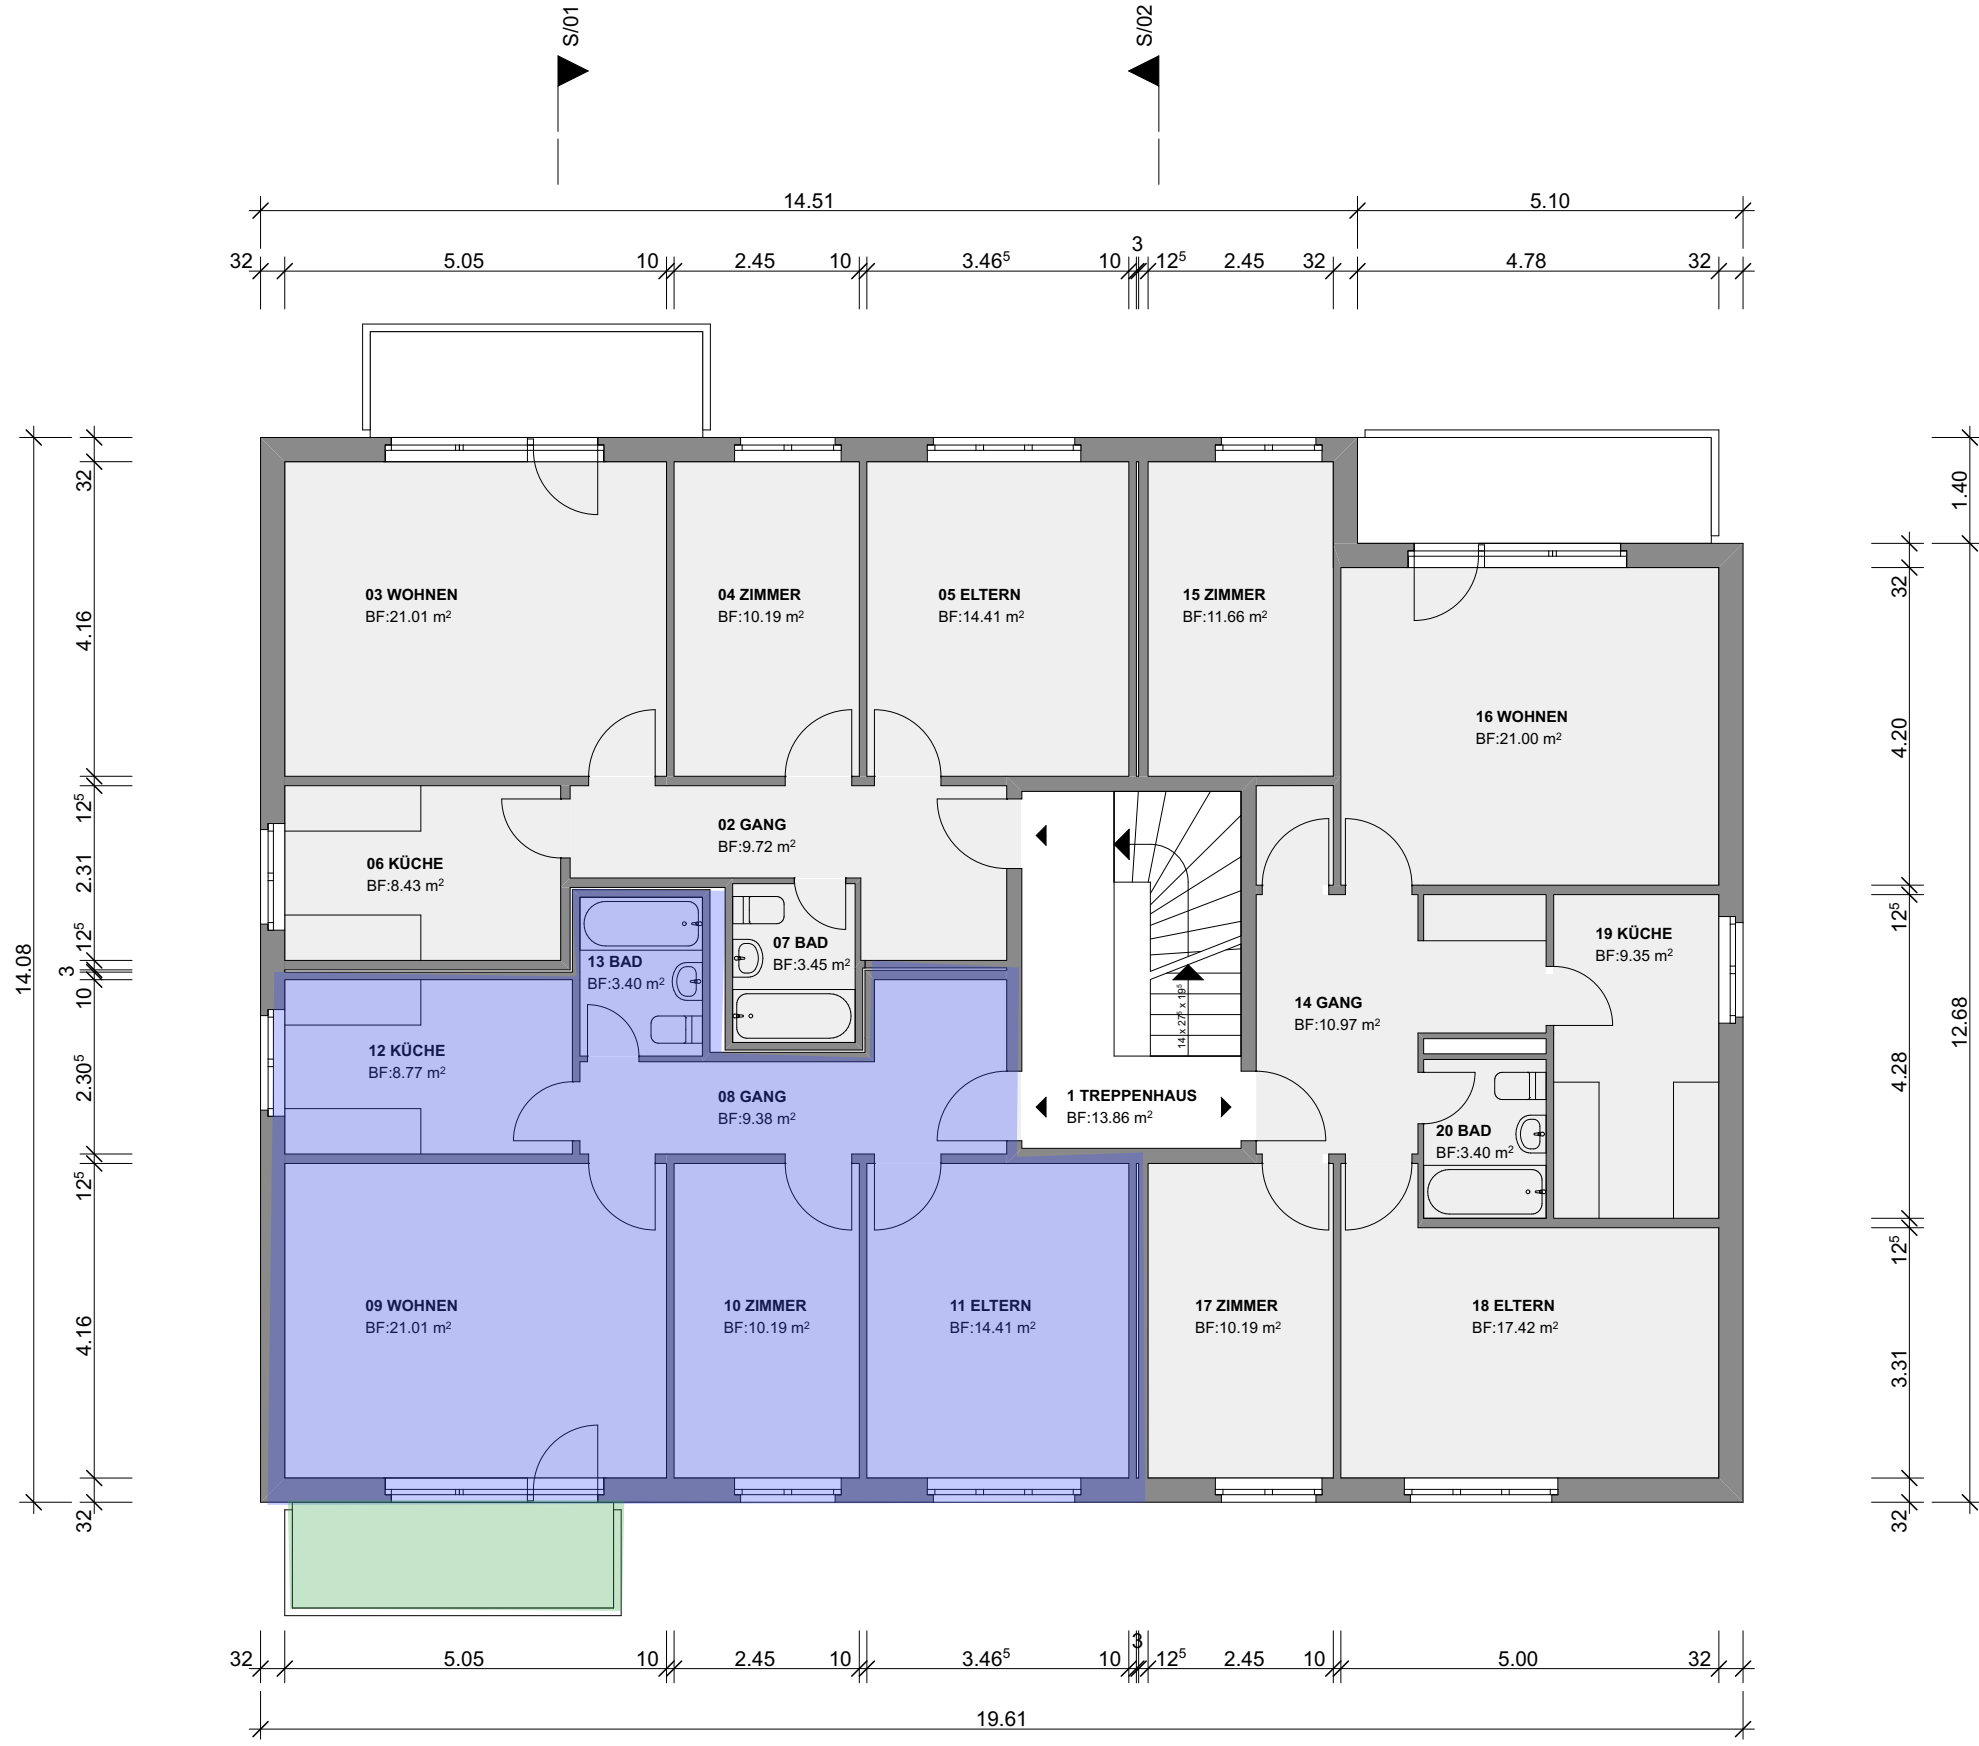 S/01
S/02
14.51
5.10
32
5.05
10
2.45
10
3.46⁵
10
3
12⁵
2.45
32
4.78
32
14.08
32
4.16
12⁵
2.31
12⁵
3
10
2.30⁵
12⁵
4.16
32
1.40
12.68
32
4.20
12⁵
4.28
12⁵
3.31
32
03 WOHNEN
BF:21.01 m²
04 ZIMMER
BF:10.19 m²
05 ELTERN
BF:14.41 m²
15 ZIMMER
BF:11.66 m²
16 WOHNEN
BF:21.00 m²
02 GANG
BF:9.72 m²
06 KÜCHE
BF:8.43 m²
07 BAD
BF:3.45 m²
13 BAD
BF:3.40 m²
19 KÜCHE
BF:9.35 m²
14 GANG
BF:10.97 m²
14 x 27⁵ x 19⁵
12 KÜCHE
BF:8.77 m²
08 GANG
BF:9.38 m²
1 TREPPENHAUS
BF:13.86 m²
20 BAD
BF:3.40 m²
09 WOHNEN
BF:21.01 m²
10 ZIMMER
BF:10.19 m²
11 ELTERN
BF:14.41 m²
17 ZIMMER
BF:10.19 m²
18 ELTERN
BF:17.42 m²
32
5.05
10
2.45
10
3.46⁵
10
3
12⁵
2.45
10
5.00
32
19.61